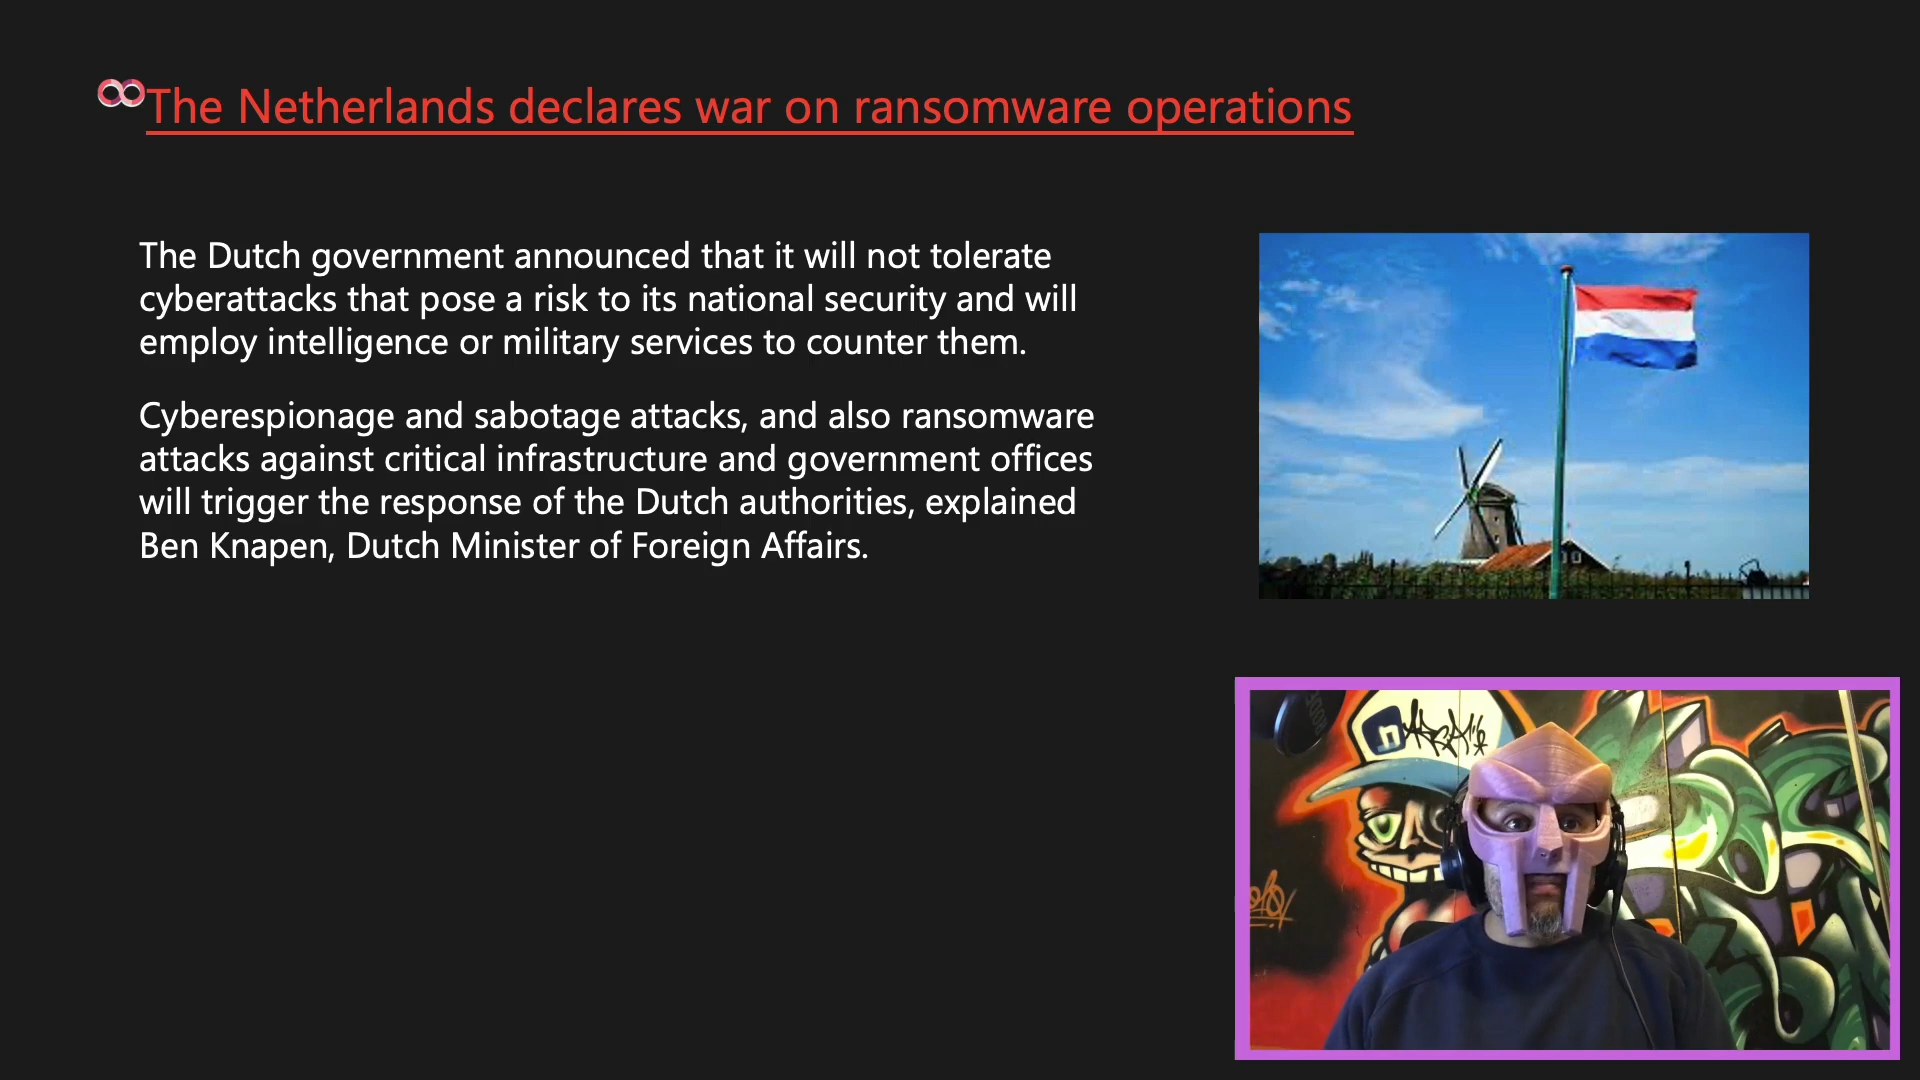 The Netherlands declares war on ransomware operations
The Dutch government announced that it will not tolerate
cyberattacks that pose a risk to its national security and will
employ intelligence or military services to counter them.
Cyberespionage and sabotage attacks, and also ransomware
attacks against critical infrastructure and government offices
will trigger the response of the Dutch authorities, explained
Ben Knapen, Dutch Minister of Foreign Affairs.